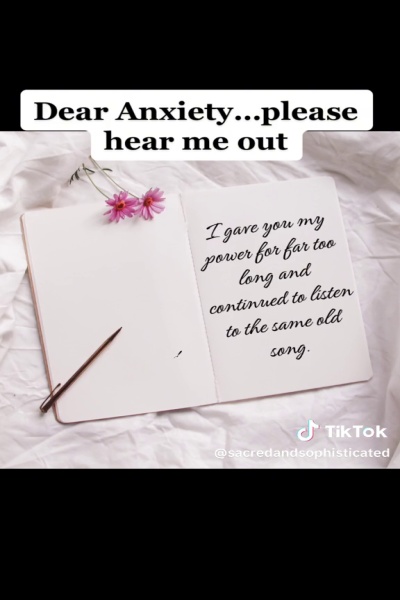 Dear Anxiety...please
hear me out
I gave you my
power for far too
long and
continued to listen
to the same old
song.
TikTok
@sacredandsophisticated